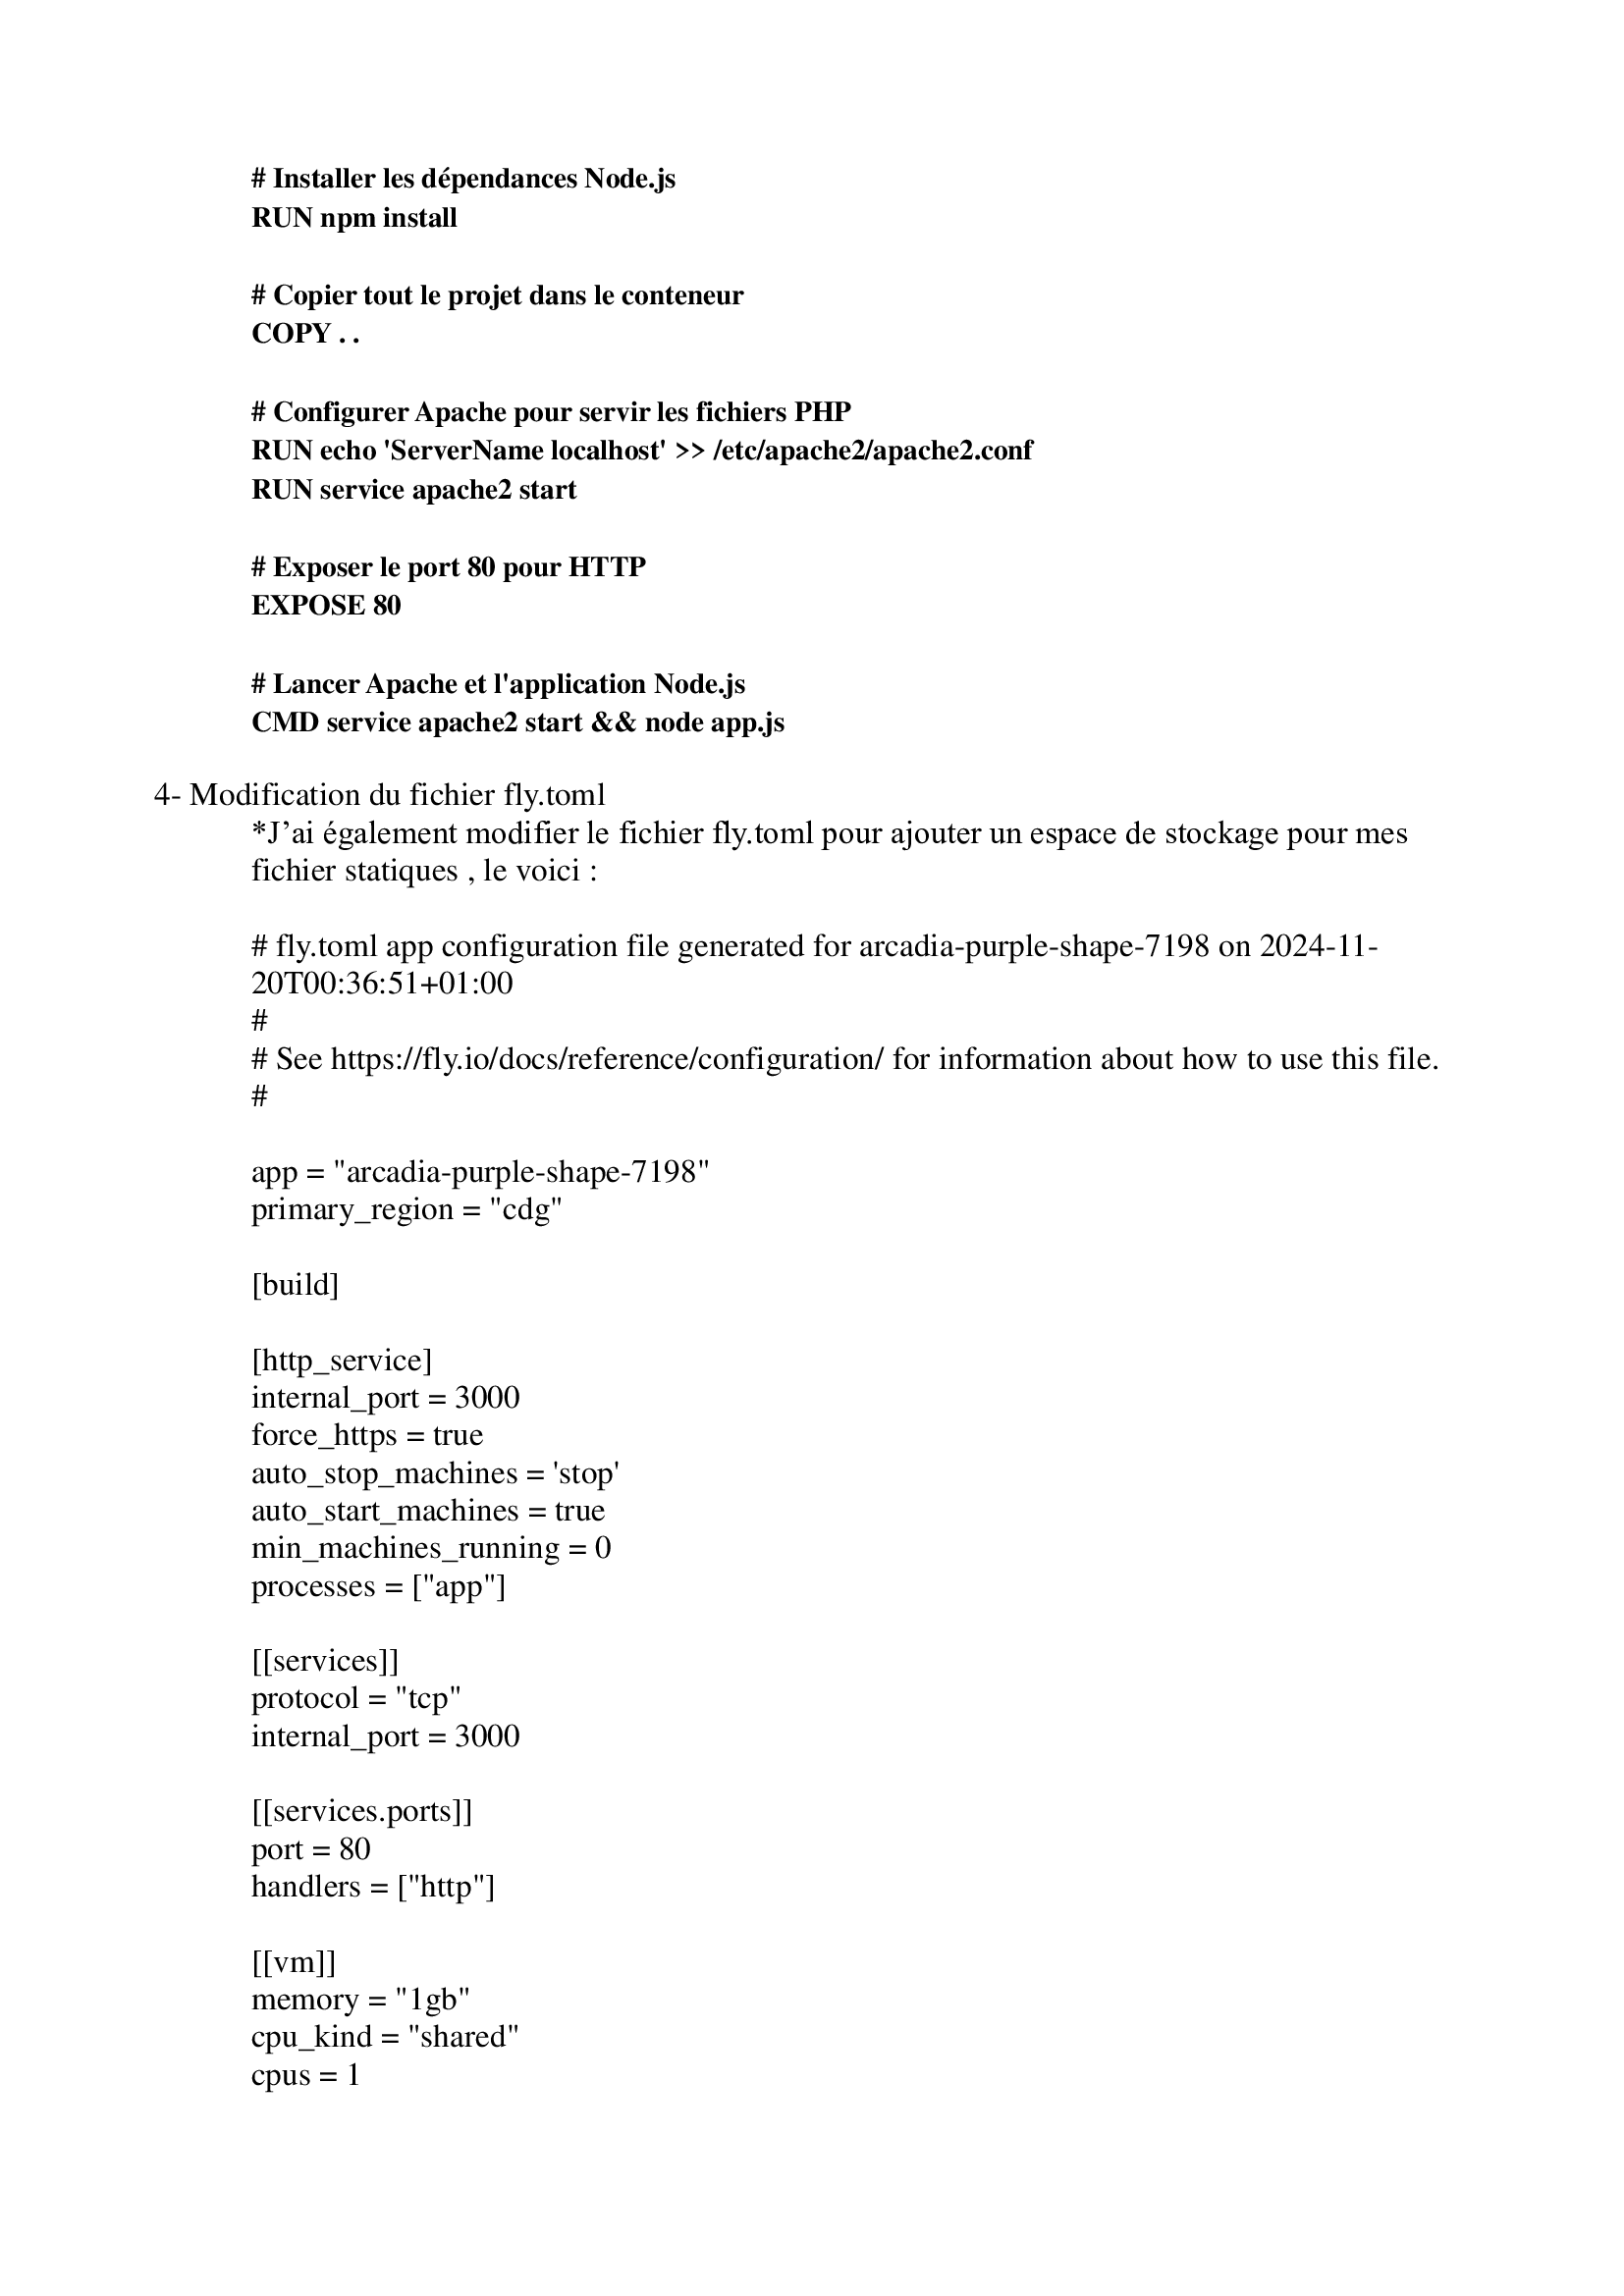 # Installer les dépendances Node.js
RUN npm install
# Copier tout le projet dans le conteneur
COPY . .
# Configurer Apache pour servir les fichiers PHP
RUN echo 'ServerName localhost' >> /etc/apache2/apache2.conf
RUN service apache2 start
# Exposer le port 80 pour HTTP
EXPOSE 80
# Lancer Apache et l'application Node.js
CMD service apache2 start && node app.js
4- Modification du fichier fly.toml
*J’ai également modifier le fichier fly.toml pour ajouter un espace de stockage pour mes
fichier statiques , le voici :
# fly.toml app configuration file generated for arcadia-purple-shape-7198 on 2024-11-
20T00:36:51+01:00
#
# See https://fly.io/docs/reference/configuration/ for information about how to use this file.
#
app = "arcadia-purple-shape-7198"
primary_region = "cdg"
[build]
[http_service]
internal_port = 3000
force_https = true
auto_stop_machines = 'stop'
auto_start_machines = true
min_machines_running = 0
processes = ["app"]
[[services]]
protocol = "tcp"
internal_port = 3000
[[services.ports]]
port = 80
handlers = ["http"]
[[vm]]
memory = "1gb"
cpu_kind = "shared"
cpus = 1